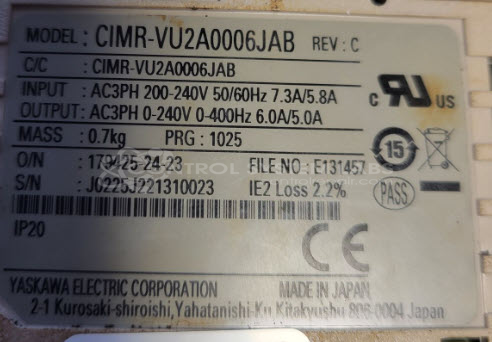 MODEL : CIMR-VU2A0006JAB REV : C
C/C : CIMR-VU2A0006JAB
INPUT : AC3PH 200-240V 50/60Hz 7.3A/5.8A
OUTPUT : AC3PH 0-240V 0-400Hz 6.0A/5.0A
C UR US
MASS : 0.7kg PRG : 1025
O/N : 179425-24-23 FILE NO : E131457
S/N : J0225J221310023 IE2 Loss 2.2%
15
PASS
IP20
CE
YASKAWA ELECTRIC CORPORATION MADE IN JAPAN
2-1 Kurosaki-shiroishi, Yahatanishi-Ku Kitakyushu 806-0004 Japan